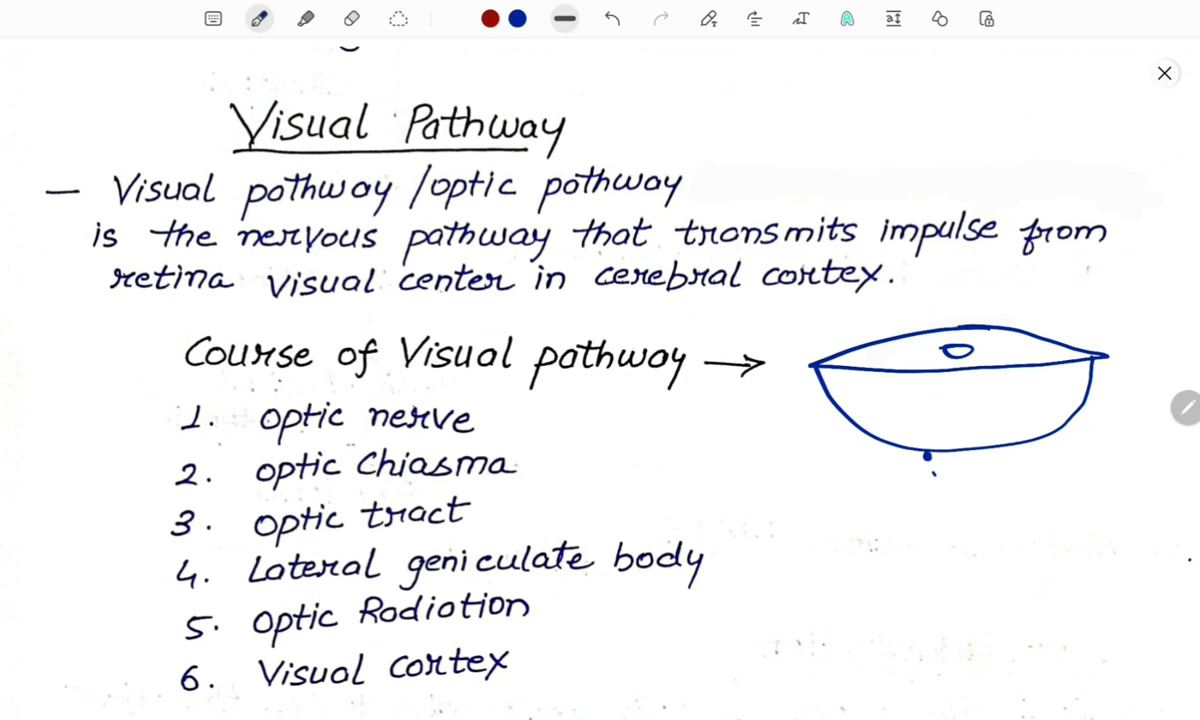 Visual Pathway
— Visual pathway/optic pathway
is the nervous pathway that transmits impulse from
retina visual center in cerebral cortex.
Course of Visual pathway →
1. Optic nerve
2. Optic Chiasma
3. Optic tract
4. Lateral geniculate body
5. Optic Radiation
6. Visual cortex